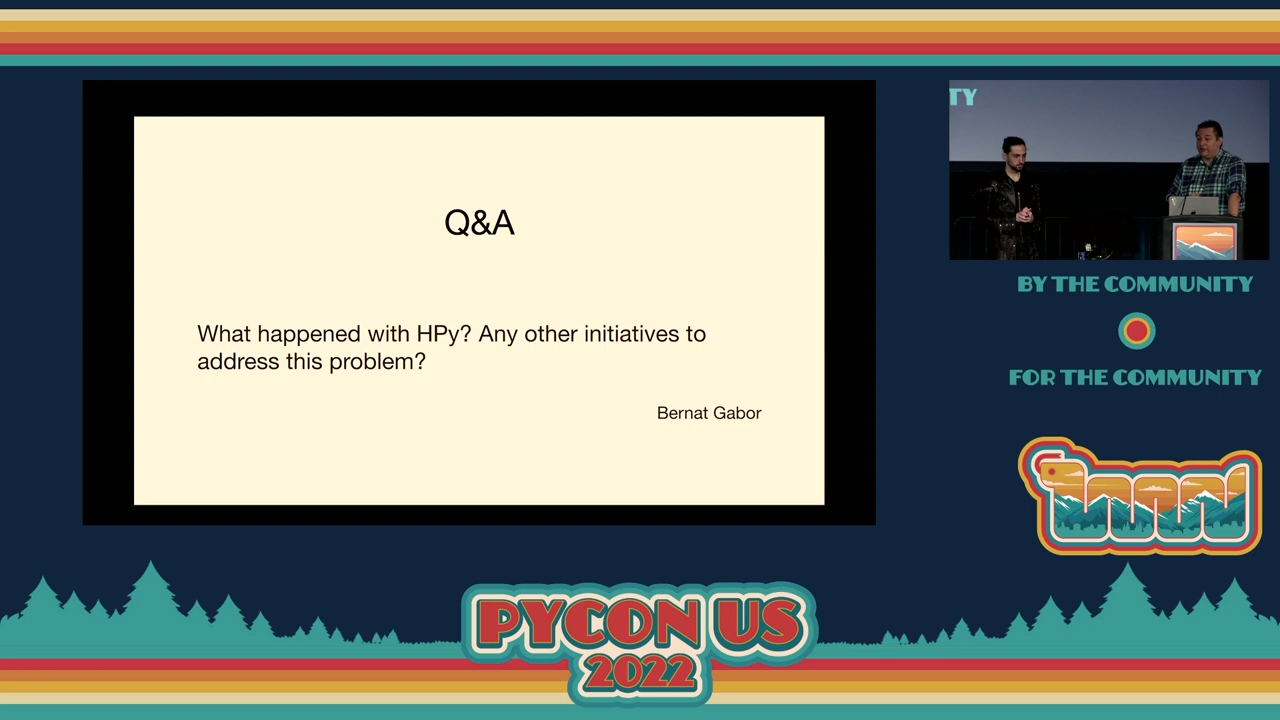 TY
Q&A
What happened with HPy? Any other initiatives to
address this problem?
Bernat Gabor
BY THE COMMUNITY
FOR THE COMMUNITY
PYCON US
2022